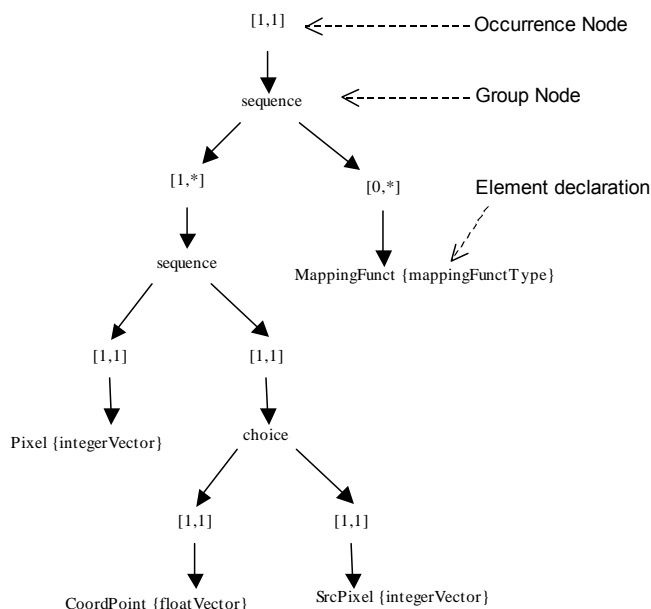 [1,1]
Occurrence Node
sequence
Group Node
[1,*]
[0,*]
Element declaration
sequence
MappingFunct {mappingFunctType}
[1,1]
[1,1]
Pixel {integerVector}
choice
[1,1]
[1,1]
CoordPoint {floatVector}
SrcPixel {integerVector}